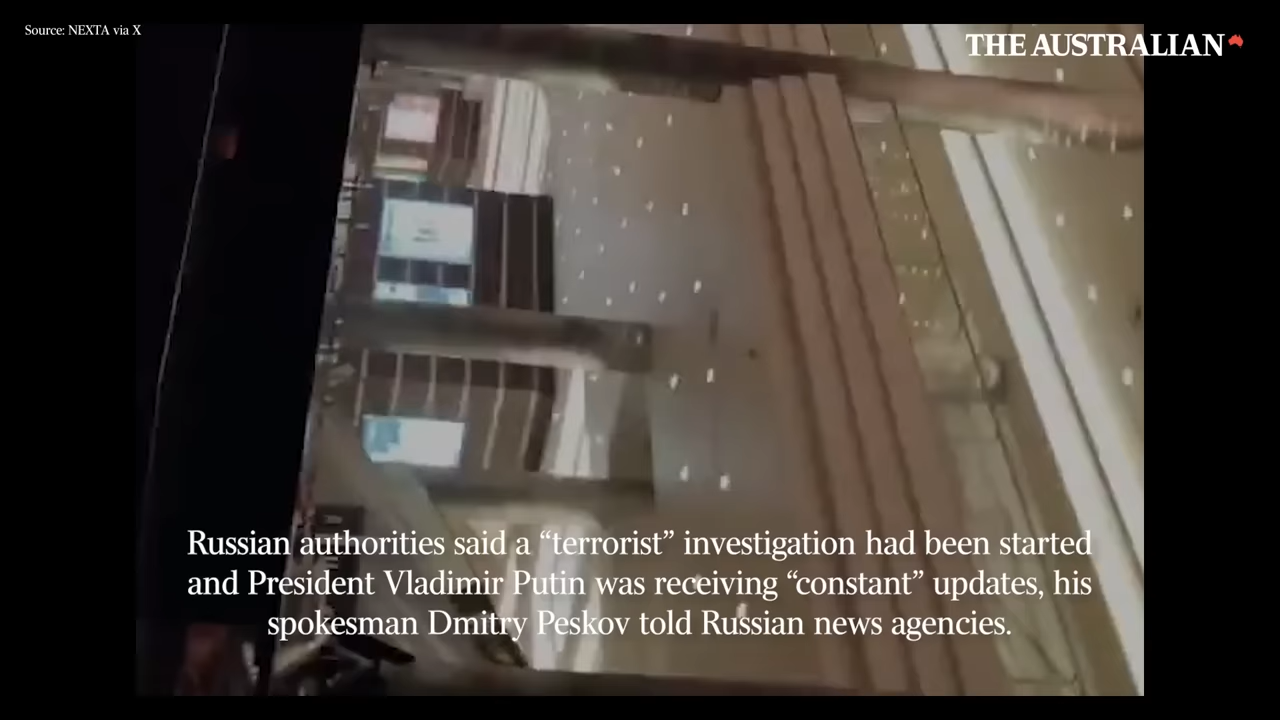 Source: NEXTA via X
THE AUSTRALIAN
Russian authorities said a “terrorist” investigation had been started
and President Vladimir Putin was receiving “constant” updates, his
spokesman Dmitry Peskov told Russian news agencies.